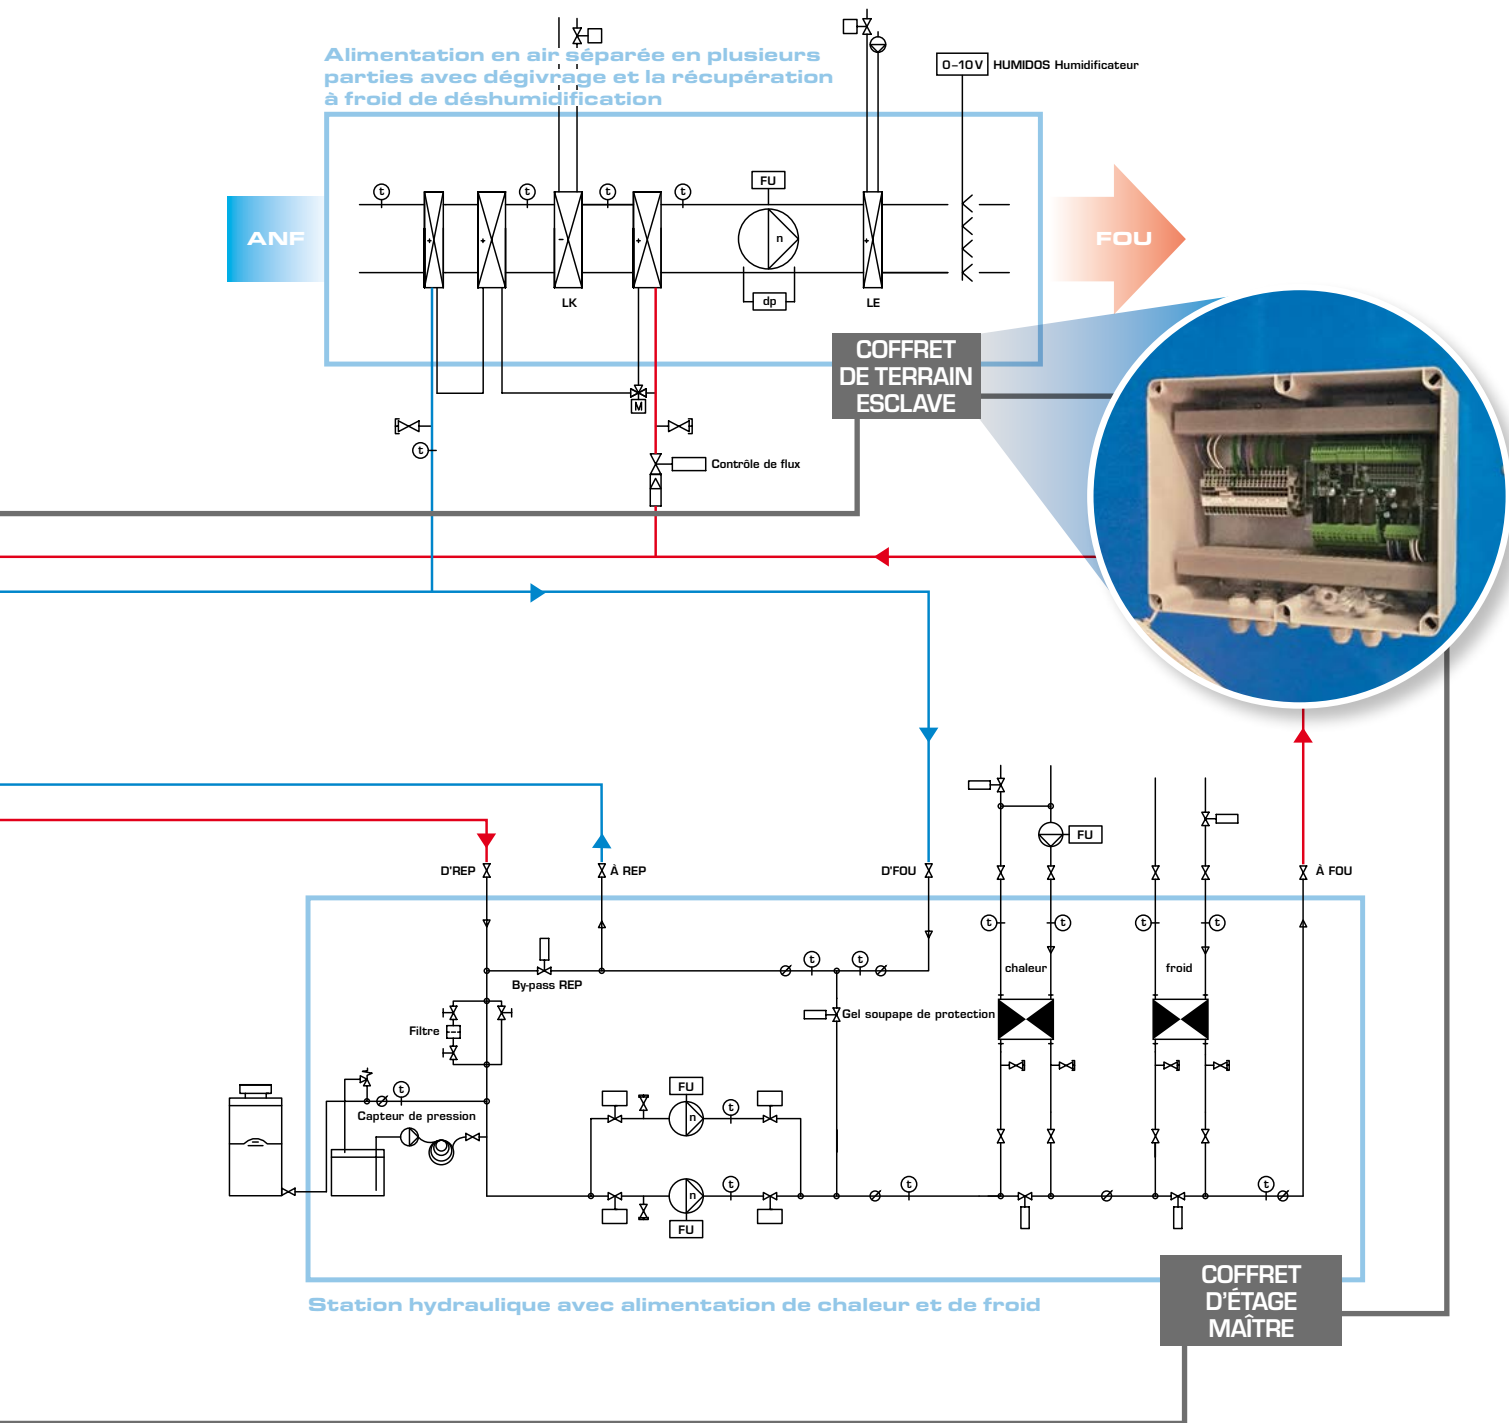 Alimentation en air séparée en plusieurs
parties avec dégivrage et la récupération
à froid de déshumidification
0-10V HUMIDOS Humidificateur
t
t
t
t
FU
ANF
FOU
n
LK
dp
LE
COFFRET
DE TERRAIN
ESCLAVE
M
t
Contrôle de flux
FU
D'REP
À REP
D'FOU
À FOU
t
t
t
t
t
t
chaleur
froid
By-pass REP
Gel soupape de protection
Filtre
t
Capteur de pression
FU
n
t
n
t
t
t
FU
COFFRET
D'ÉTAGE
MAÎTRE
Station hydraulique avec alimentation de chaleur et de froid